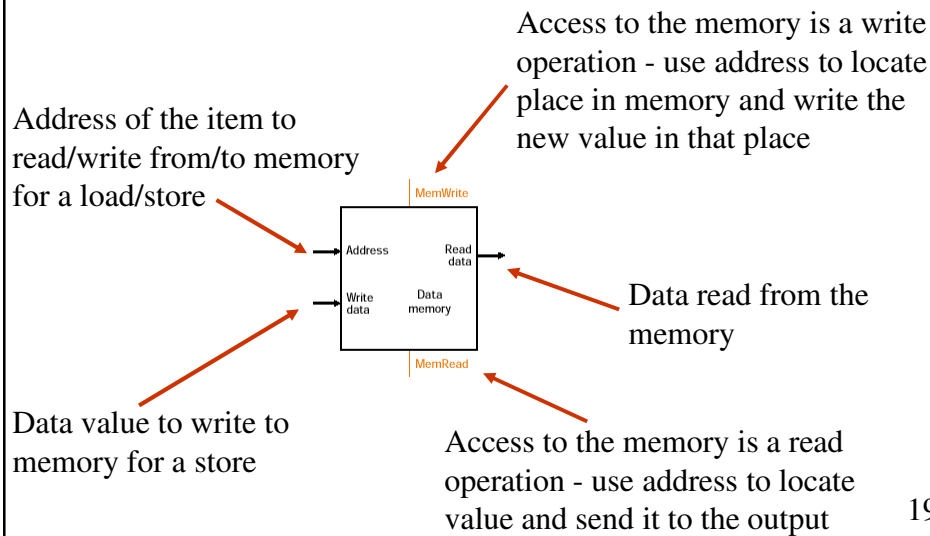 Access to the memory is a write
operation - use address to locate
place in memory and write the
new value in that place
Address of the item to
read/write from/to memory
for a load/store
MemWrite
Address
Read
data
Write
data
Data
memory
MemRead
Data read from the
memory
Data value to write to
memory for a store
Access to the memory is a read
operation - use address to locate
value and send it to the output
19